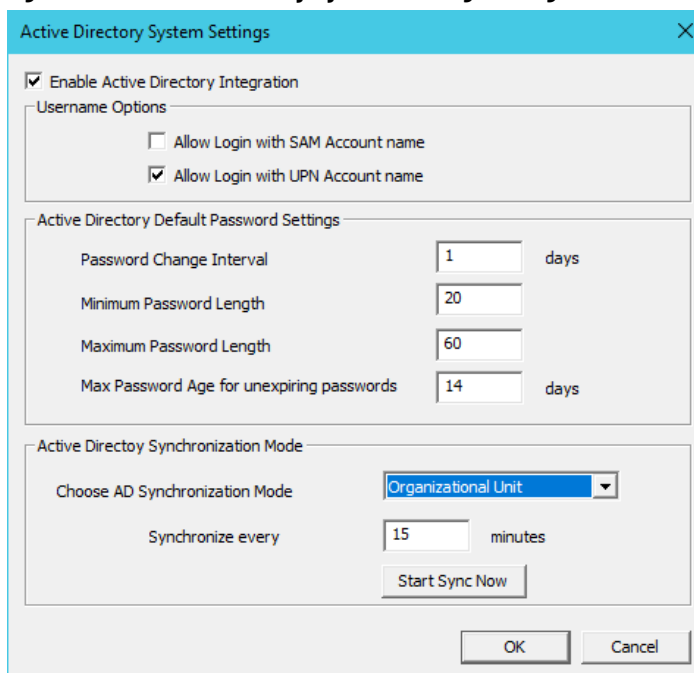 Active Directory System Settings
Enable Active Directory Integration
Username Options
Allow Login with SAM Account name
Allow Login with UPN Account name
Active Directory Default Password Settings
Password Change Interval 1 days
Minimum Password Length 20
Maximum Password Length 60
Max Password Age for unexpiring passwords 14 days
Active Directoy Synchronization Mode
Choose AD Synchronization Mode Organizational Unit
Synchronize every 15 minutes
Start Sync Now
OK Cancel